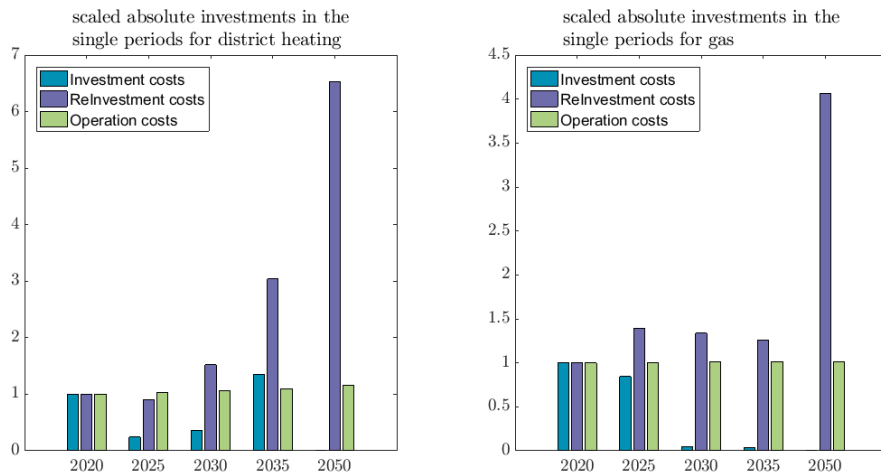 scaled absolute investments in the
single periods for district heating
7
6
5
4
3
2
1
0
Investment costs
ReInvestment costs
Operation costs
2020 2025 2030 2035 2050
scaled absolute investments in the
single periods for gas
4.5
4
3.5
3
2.5
2
1.5
1
0.5
0
Investment costs
ReInvestment costs
Operation costs
2020 2025 2030 2035 2050